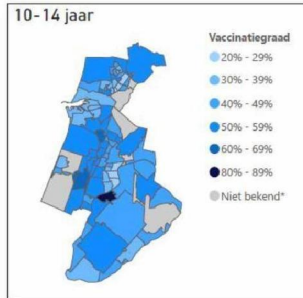 10-14 jaar
Vaccinatiegraad
20% - 29%
30% - 39%
40% - 49%
50% - 59%
60% - 69%
80% - 89%
Niet bekend*